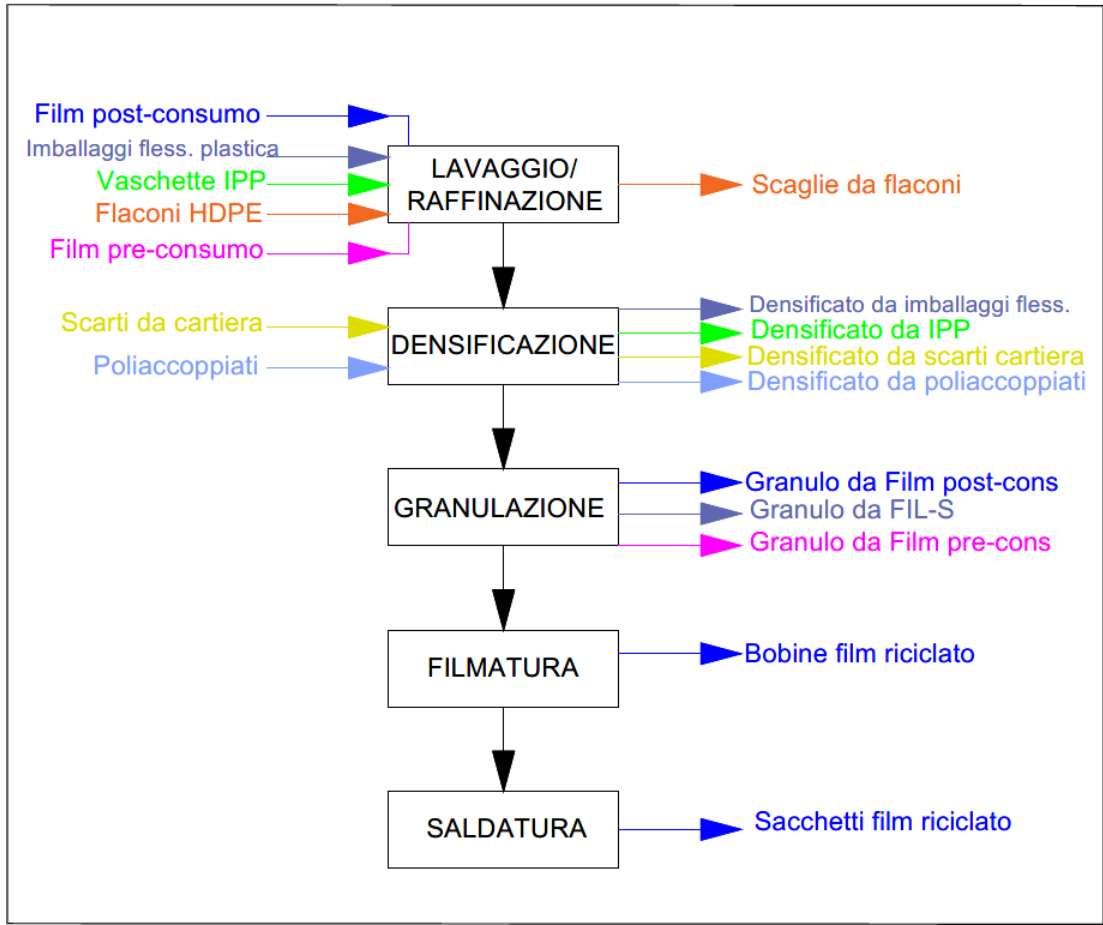 Film post-consumo
Imballaggi fless. plastica
Vaschette IPP
Flaconi HDPE
Film pre-consumo
LAVAGGIO/
RAFFINAZIONE
Scaglie da flaconi
Scarti da cartiera
Poliaccoppiati
DENSIFICAZIONE
Densificato da imballaggi fless.
Densificato da IPP
Densificato da scarti cartiera
Densificato da poliaccoppiati
GRANULAZIONE
Granulo da Film post-cons
Granulo da FIL-S
Granulo da Film pre-cons
FILMATURA
Bobine film riciclato
SALDATURA
Sacchetti film riciclato